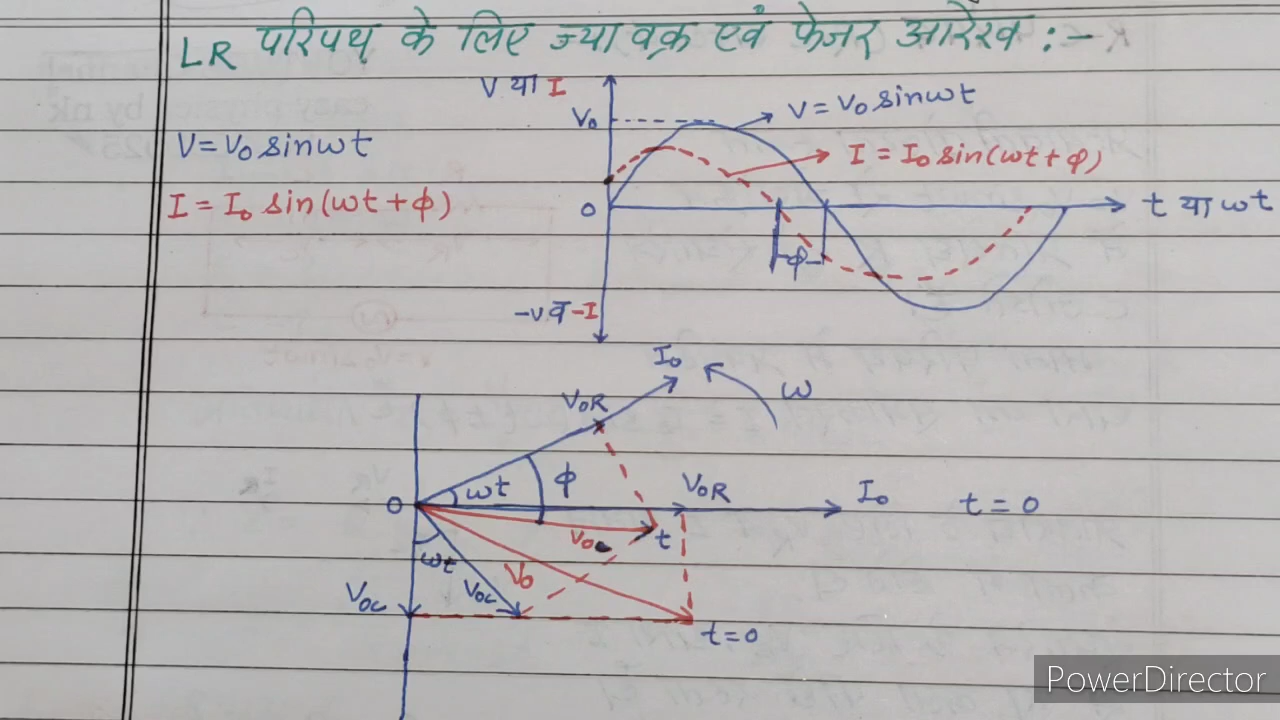 LR परिपथ के लिए ज्या वक्र एवं फेजर आरेख :-
V या I
V₀
V = V₀ sinωt
V = V₀ sinωt
I = I₀ sin(ωt + ϕ)
I = I₀ sin(ωt + ϕ)
0
t या ωt
ϕ
-V व -I
I₀
ω
V₀R
0
ωt
ϕ
V₀R
I₀
t = 0
V₀
t
ωt
V₀
V₀c
V₀c
t = 0
PowerDirector